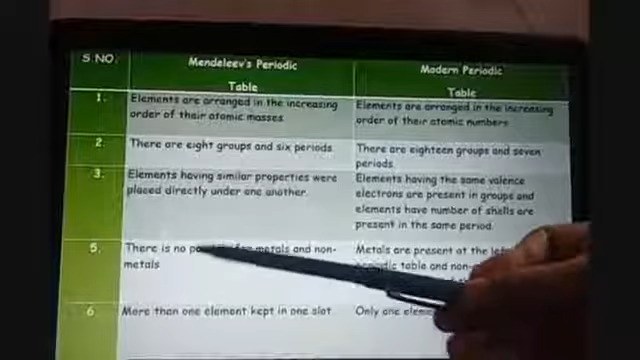 S.NO.
Mendeleev's Periodic
Table
Modern Periodic
Table
1.
Elements are arranged in the increasing
order of their atomic masses
Elements are arranged in the increasing
order of their atomic numbers
2.
There are eight groups and six periods
There are eighteen groups and seven
periods.
3.
Elements having similar properties were
placed directly under one another.
Elements having the same valence
electrons are present in groups and
elements have number of shells are
present in the same period.
5.
There is no for metals and non-
metals
Metals are present at the
table and
6
More than one element kept in one slot
Only one